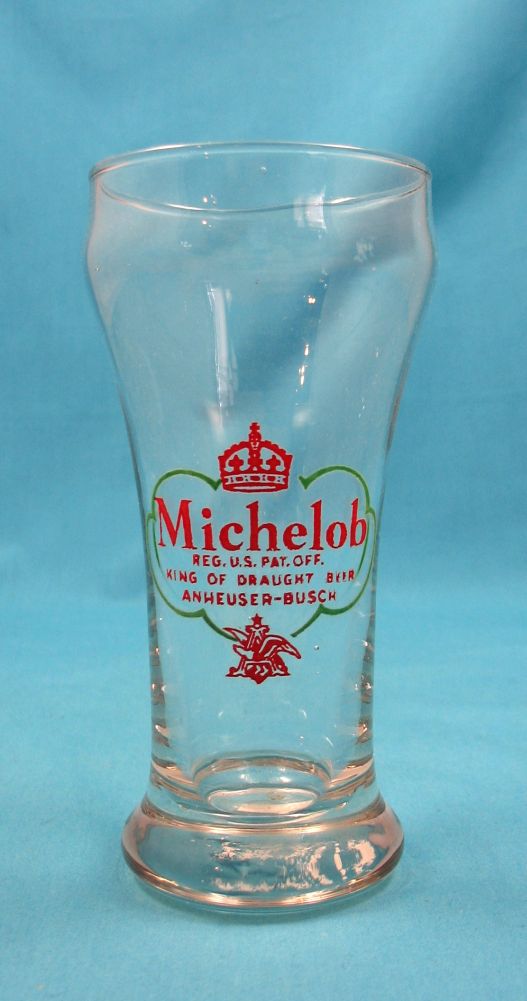 Michelob
REG. U.S. PAT. OFF.
KING OF DRAUGHT BEER
ANHEUSER-BUSCH